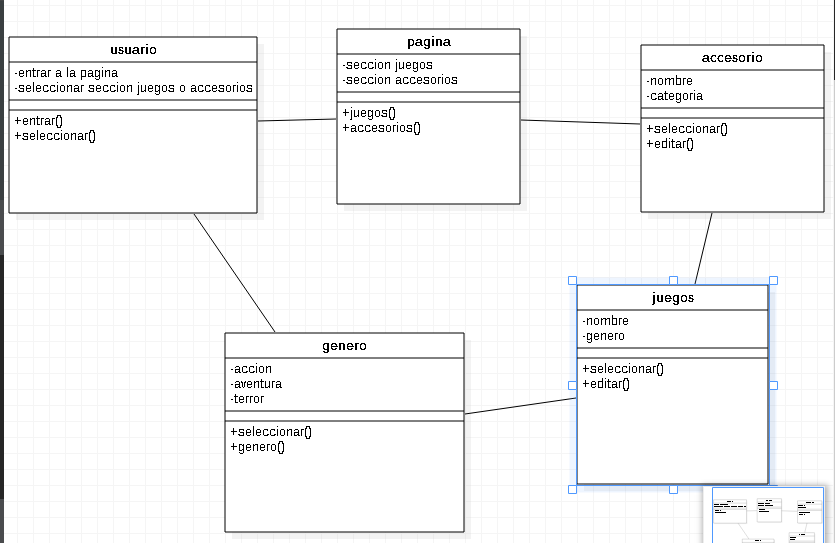 usuario
-entrar a la pagina
-seleccionar seccion juegos o accesorios
+entrar()
+seleccionar()
pagina
-seccion juegos
-seccion accesorios
+juegos()
+accesorios()
accesorio
-nombre
-categoria
+seleccionar()
+editar()
genero
-accion
-aventura
-terror
+seleccionar()
+genero()
juegos
-nombre
-genero
+seleccionar()
+editar()